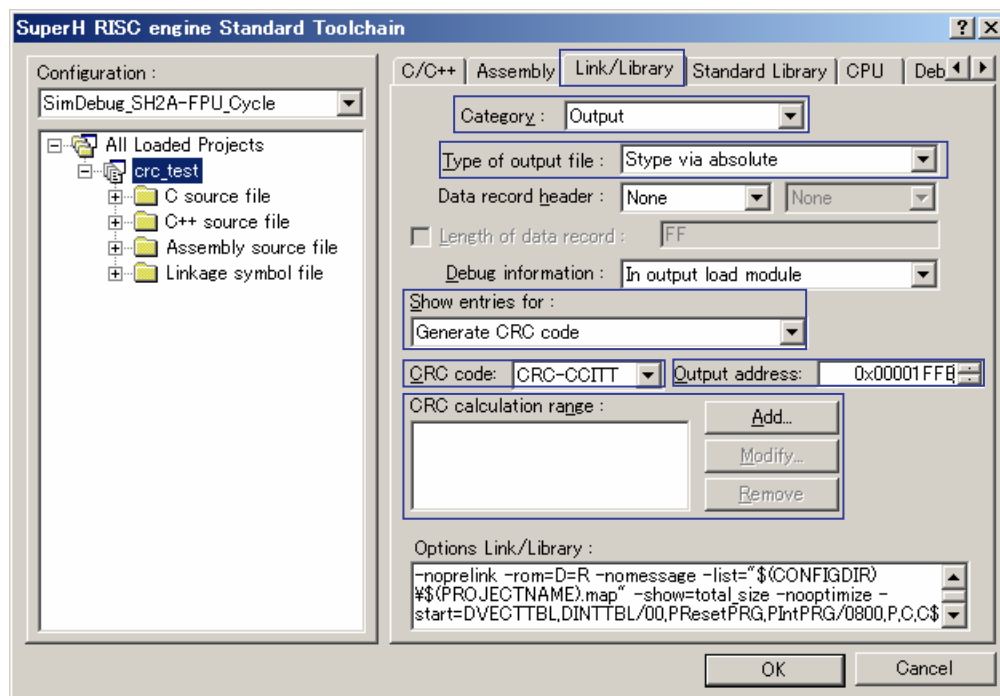 SuperH RISC engine Standard Toolchain
Configuration :
SimDebug_SH2A-FPU_Cycle
All Loaded Projects
crc_test
C source file
C++ source file
Assembly source file
Linkage symbol file
C/C++ Assembly Link/Library Standard Library CPU Deb
Category : Output
Type of output file : Stype via absolute
Data record header : None None
Length of data record : FF
Debug information : In output load module
Show entries for :
Generate CRC code
CRC code: CRC-CCITT Output address: 0x00001FFE
CRC calculation range :
Add...
Modify...
Remove
Options Link/Library :
-noprelink -rom=D=R -nomessage -list="$(CONFIGDIR)
¥$(PROJECTNAME).map" -show=total_size -nooptimize -
start=DVECTTBL,DINTTBL/00,PResetPRG,PIntPRG/0800,P,C,C$
OK Cancel